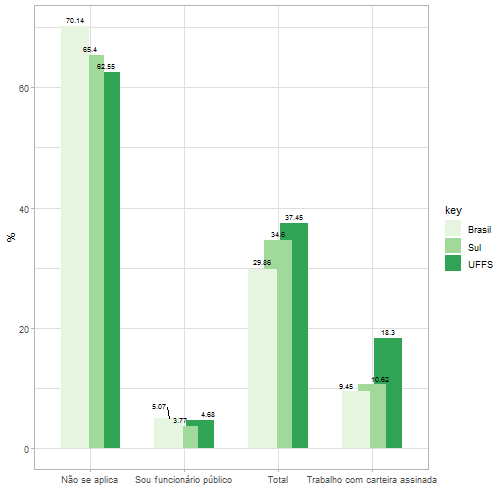 70.14
65.4
62.55
60
%
40
37.45
34.6
29.86
20
18.3
10.62
9.45
5.07
4.68
3.77
0
Não se aplica
Sou funcionário público
Total
Trabalho com carteira assinada
key
Brasil
Sul
UFFS